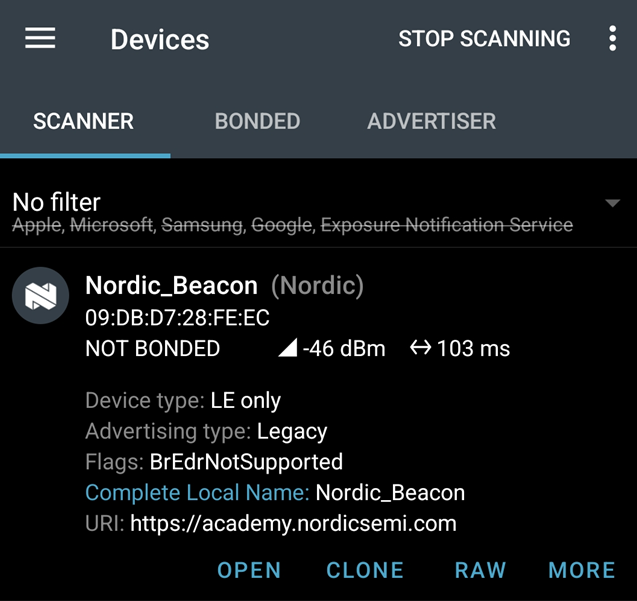 Devices STOP SCANNING
SCANNER BONDED ADVERTISER
No filter
Apple, Microsoft, Samsung, Google, Exposure Notification Service
Nordic_Beacon (Nordic)
09:DB:D7:28:FE:EC
NOT BONDED -46 dBm 103 ms
Device type: LE only
Advertising type: Legacy
Flags: BrEdrNotSupported
Complete Local Name: Nordic_Beacon
URI: https://academy.nordicsemi.com
OPEN CLONE RAW MORE